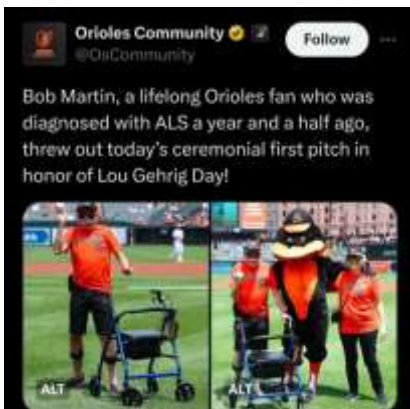 Orioles Community
@OsCommunity
Follow
Bob Martin, a lifelong Orioles fan who was
diagnosed with ALS a year and a half ago,
threw out today's ceremonial first pitch in
honor of Lou Gehrig Day!
ALT
ALT